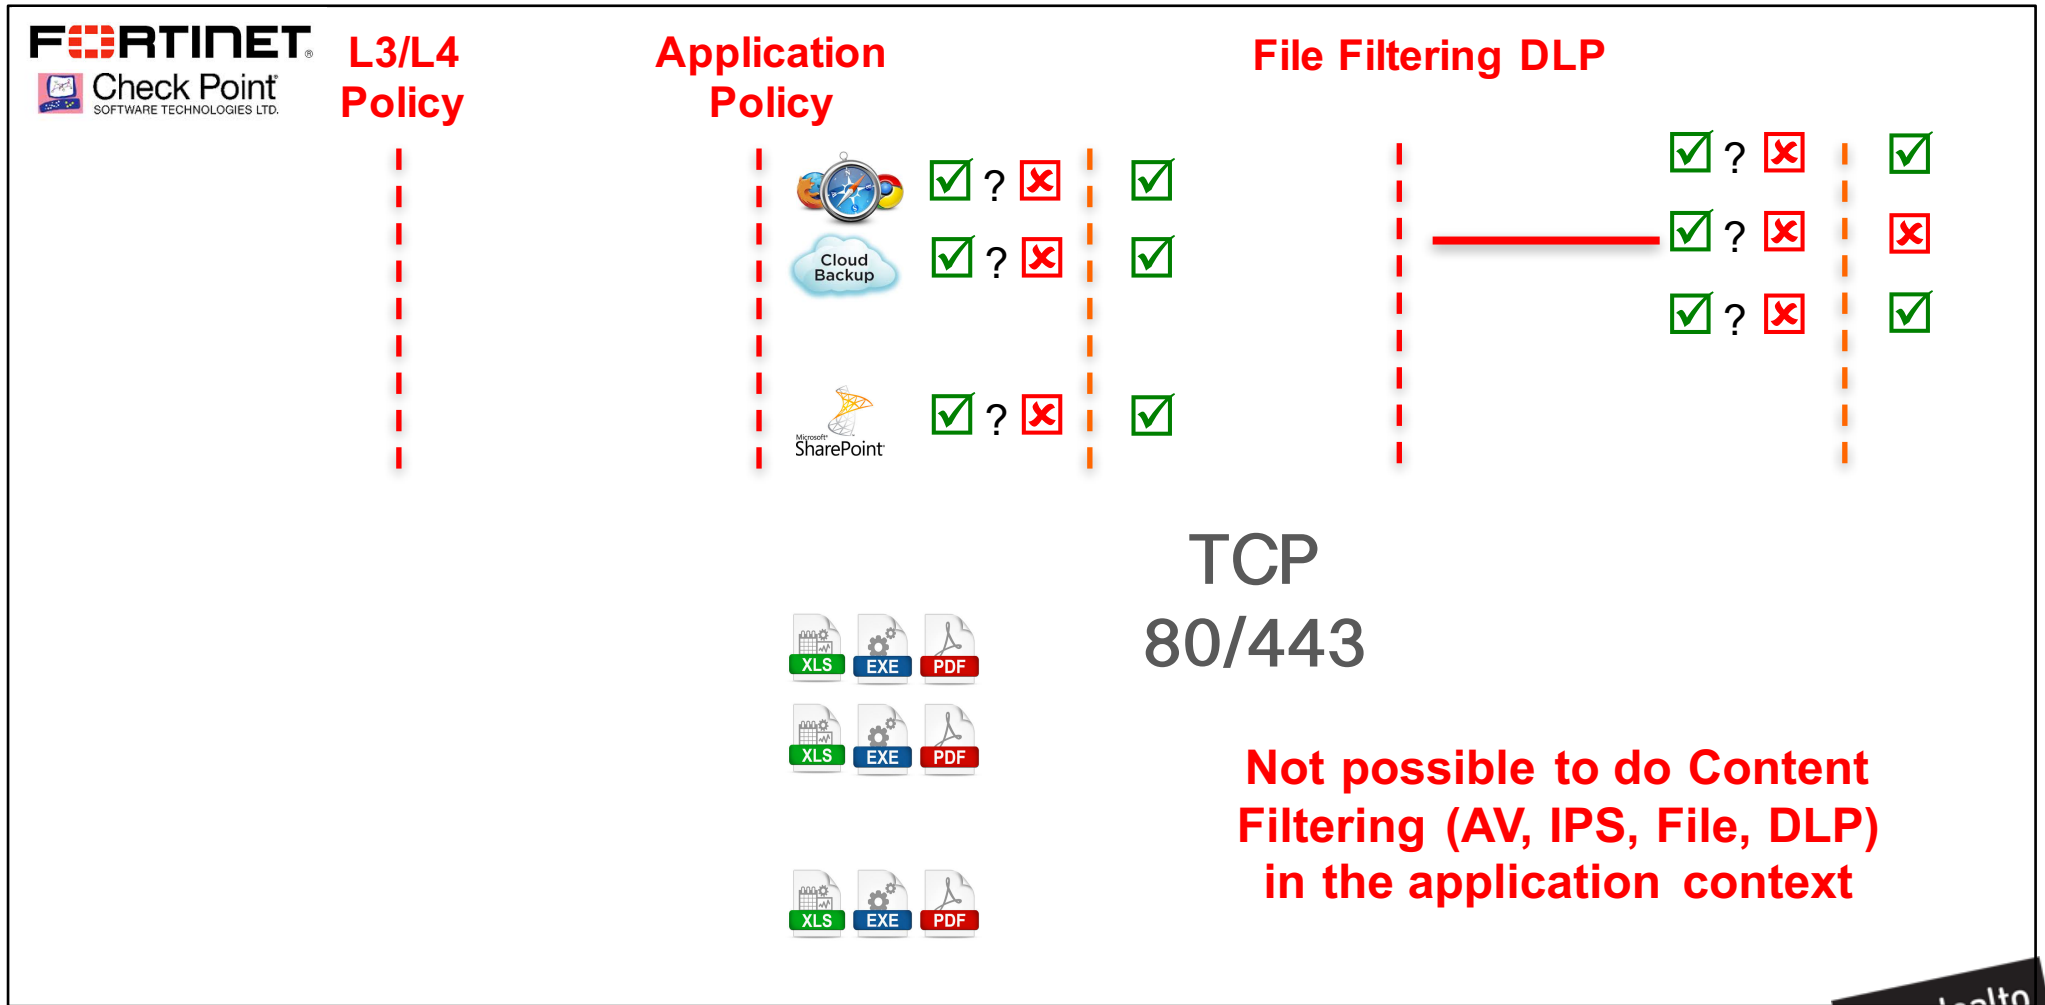 FORTINET®
Check Point
SOFTWARE TECHNOLOGIES LTD.
L3/L4
Policy
Application
Policy
File Filtering DLP
?
?
Cloud
Backup
?
?
?
Microsoft®
SharePoint
?
TCP
80/443
XLS EXE PDF
XLS EXE PDF
XLS EXE PDF
Not possible to do Content
Filtering (AV, IPS, File, DLP)
in the application context